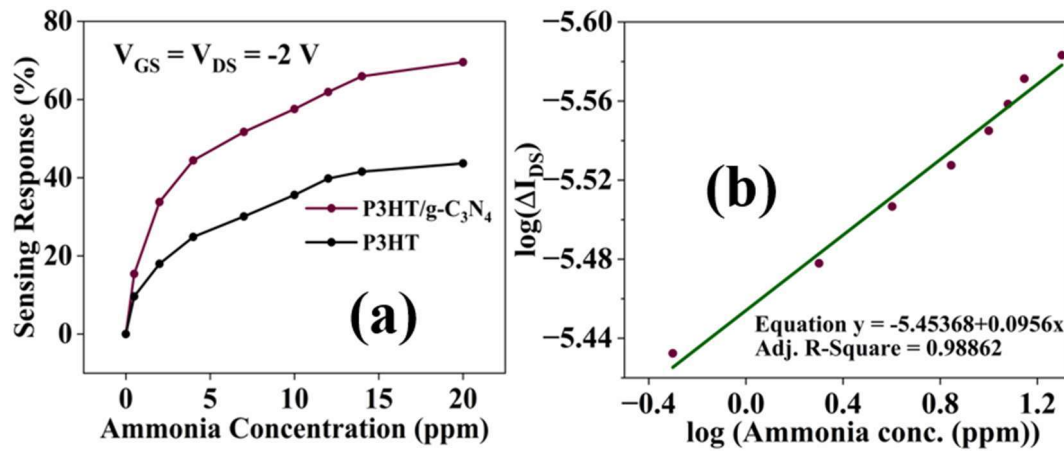 80
60
40
20
0
Sensing Response (%)
V_GS = V_DS = -2 V
P3HT/g-C₃N₄
P3HT
(a)
0 5 10 15 20
Ammonia Concentration (ppm)
−5.60
−5.56
−5.52
−5.48
−5.44
log(ΔI_DS)
(b)
Equation y = -5.45368+0.0956x
Adj. R-Square = 0.98862
−0.4 0.0 0.4 0.8 1.2
log (Ammonia conc. (ppm))